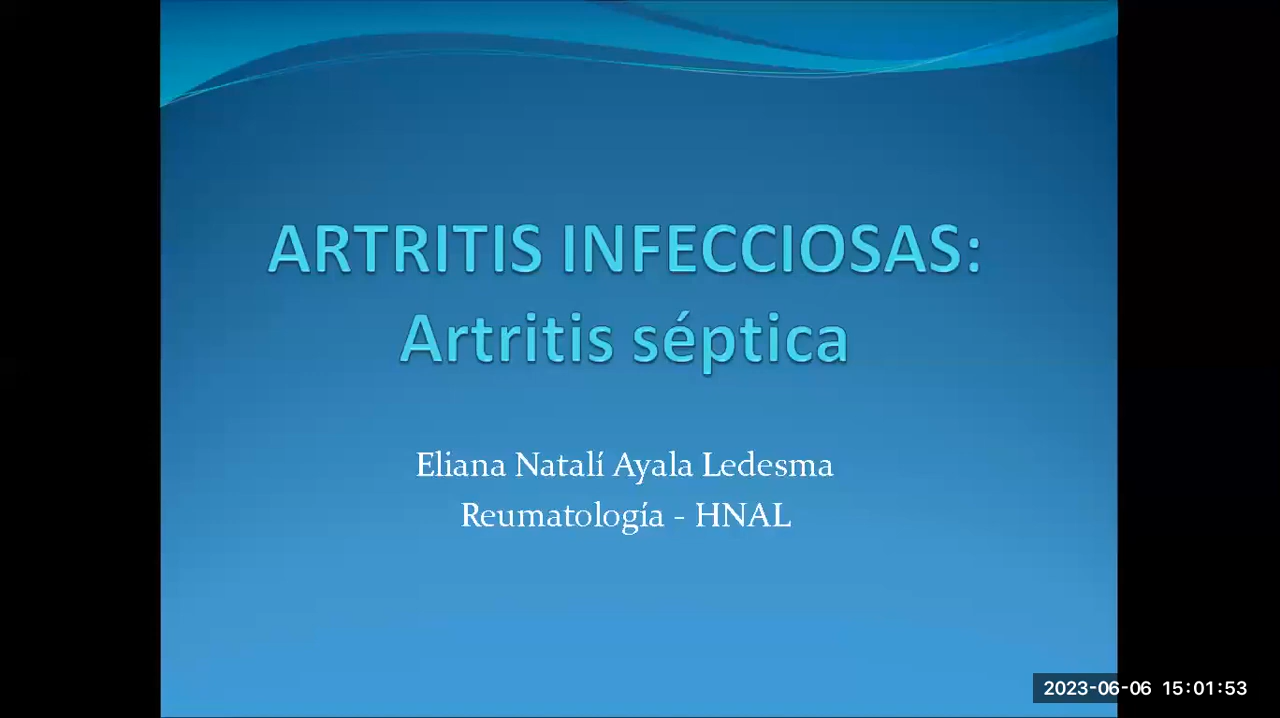 ARTRITIS INFECCIOSAS:
Artritis séptica
Eliana Natalí Ayala Ledesma
Reumatología - HNAL
2023-06-06 15:01:53